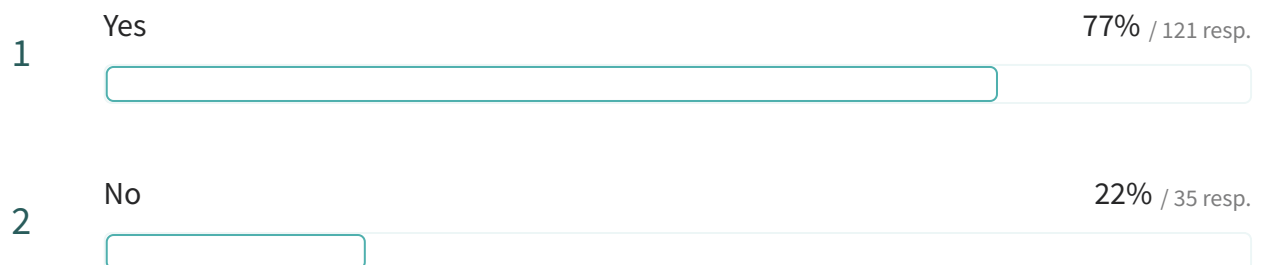 Yes
77% / 121 resp.
1
No
22% / 35 resp.
2